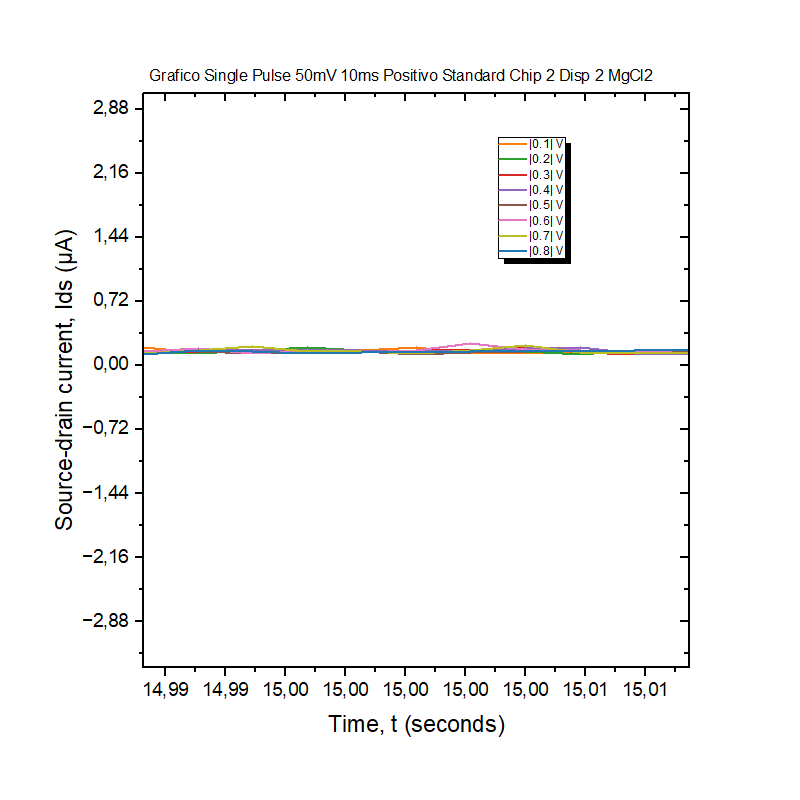 Grafico Single Pulse 50mV 10ms Positivo Standard Chip 2 Disp 2 MgCl2
2,88
2,16
1,44
0,72
0,00
−0,72
−1,44
−2,16
−2,88
Source-drain current, Ids (µA)
|0.1| V
|0.2| V
|0.3| V
|0.4| V
|0.5| V
|0.6| V
|0.7| V
|0.8| V
14,99 14,99 15,00 15,00 15,00 15,00 15,00 15,01 15,01
Time, t (seconds)